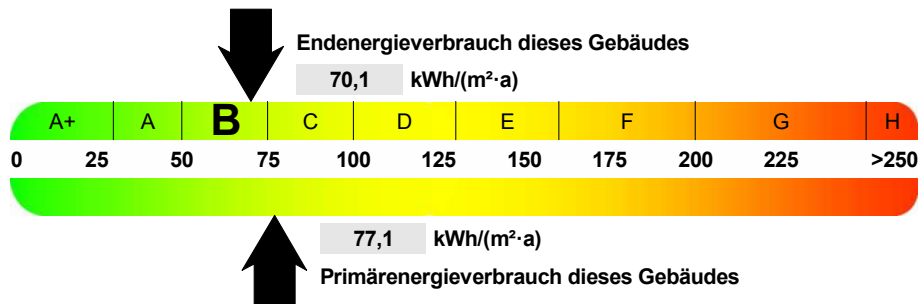 Endenergieverbrauch dieses Gebäudes
70,1 kWh/(m²·a)
A+ A B C D E F G H
0 25 50 75 100 125 150 175 200 225 >250
77,1 kWh/(m²·a)
Primärenergieverbrauch dieses Gebäudes